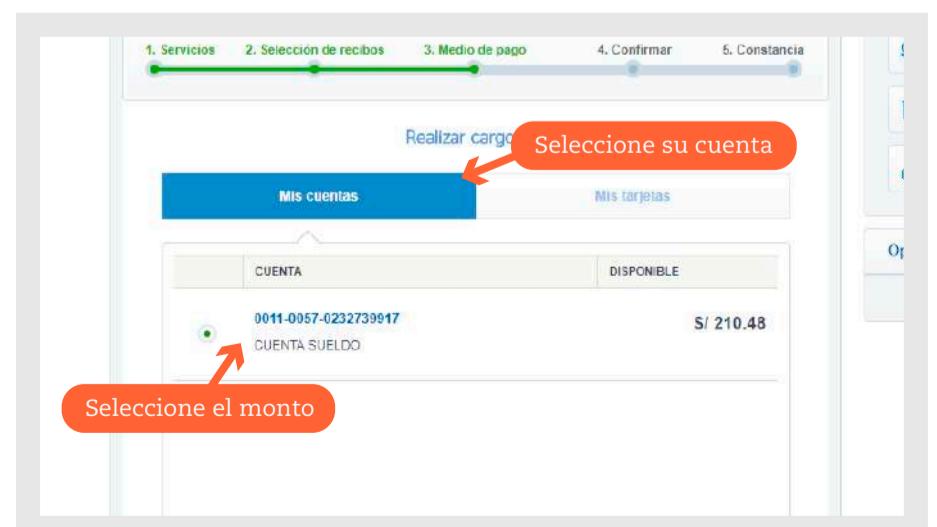 1. Servicios 2. Selección de recibos 3. Medio de pago 4. Confirmar 5. Constancia
Realizar cargo
Seleccione su cuenta
Mis cuentas Mis tarjetas
CUENTA DISPONIBLE
0011-0057-0232739917 S/ 210.48
CUENTA SUELDO
Seleccione el monto